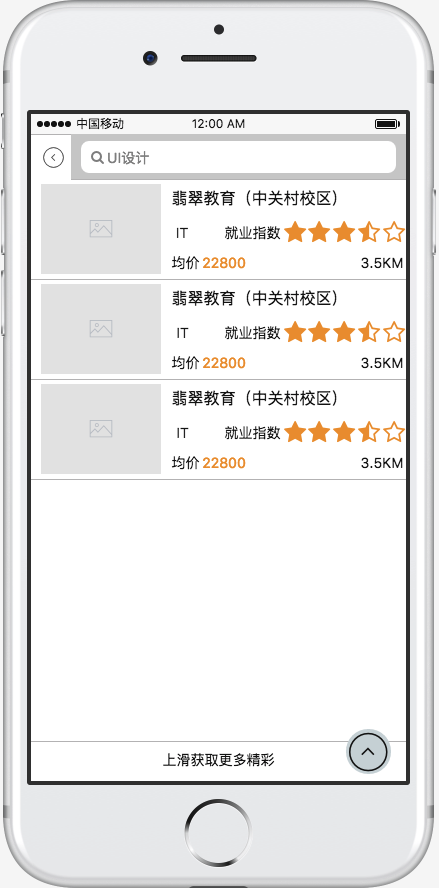 中国移动 12:00 AM
UI设计
翡翠教育（中关村校区）
IT 就业指数
均价 22800 3.5KM
翡翠教育（中关村校区）
IT 就业指数
均价 22800 3.5KM
翡翠教育（中关村校区）
IT 就业指数
均价 22800 3.5KM
上滑获取更多精彩